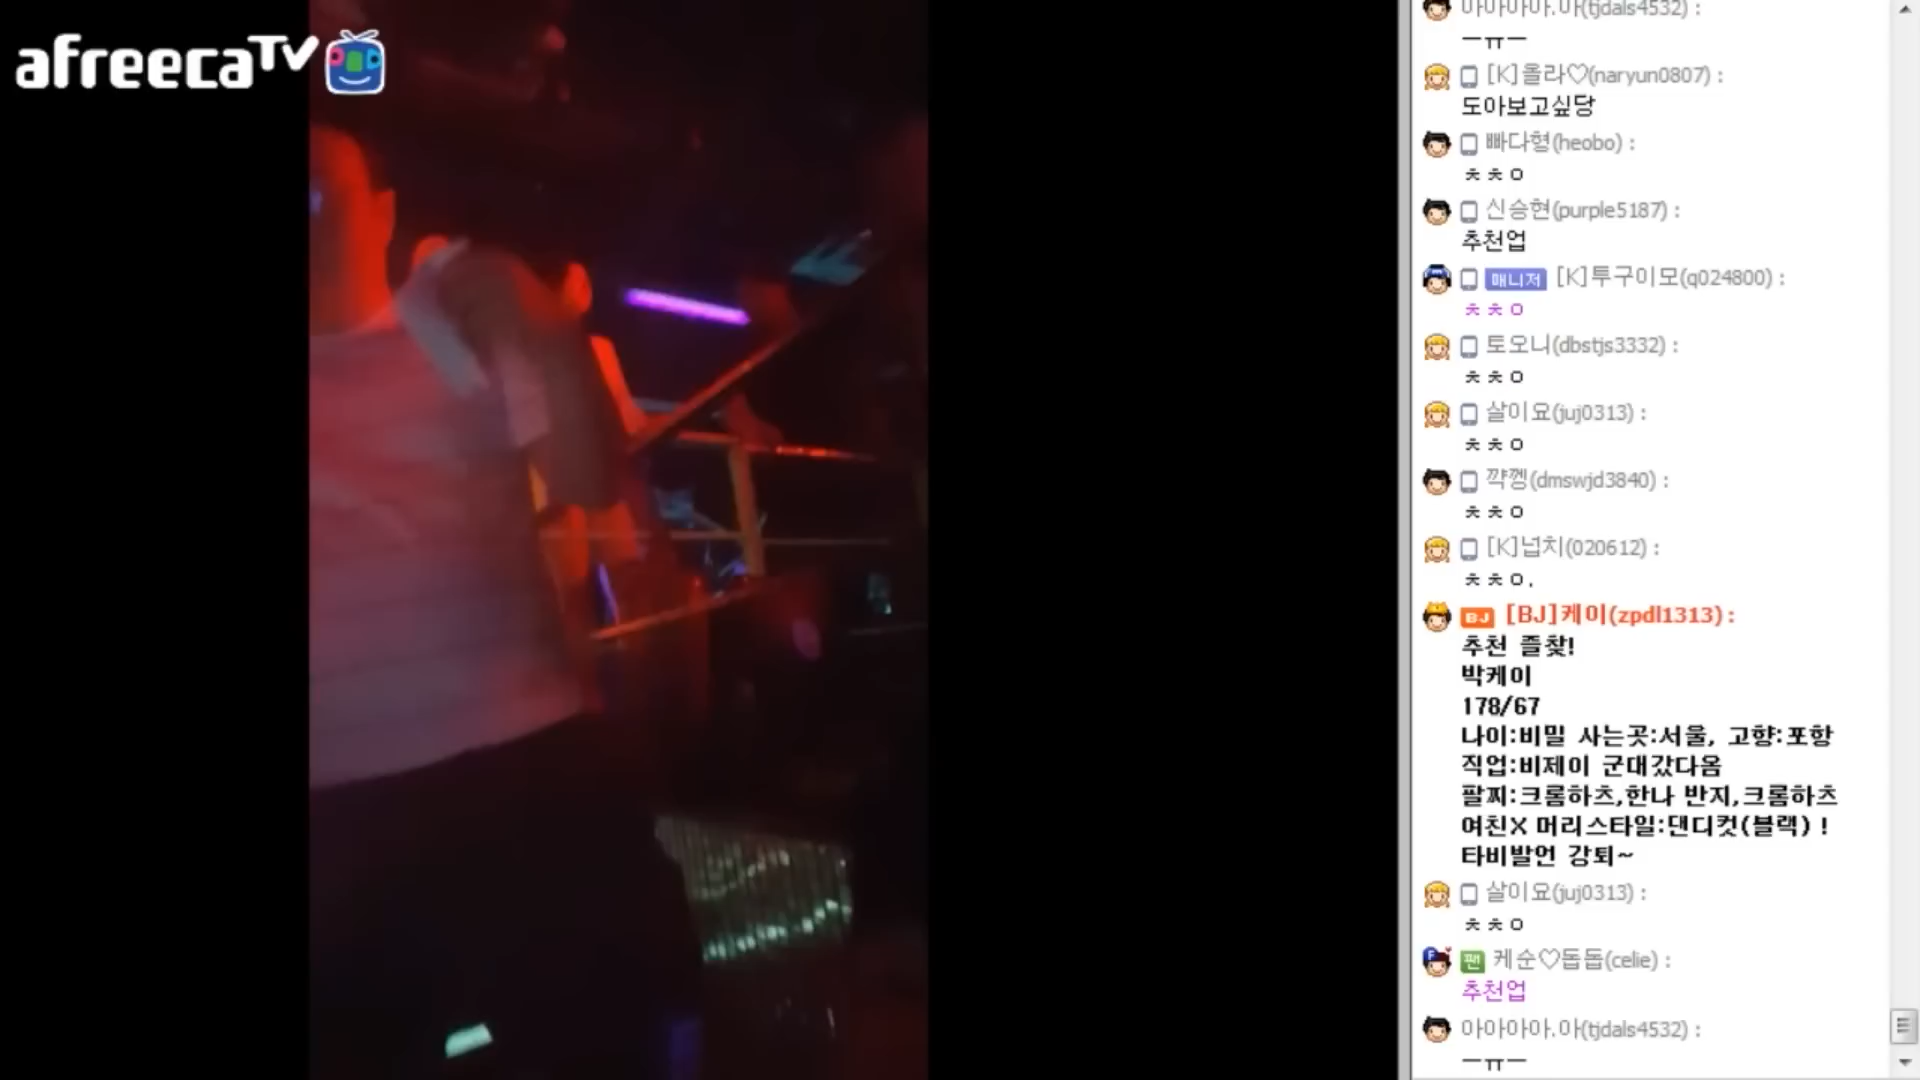 afreecaTV
아아아아.아(tjdals4532) :
ㅡㅠㅡ
[K]올라♡(naryun0807) :
도아보고싶당
빠다형(heobo) :
ㅊㅊㅇ
신승현(purple5187) :
추천업
매니저 [K]투구이모(q024800) :
ㅊㅊㅇ
토오니(dbstjs3332) :
ㅊㅊㅇ
살이요(juj0313) :
ㅊㅊㅇ
꺅껭(dmswjd3840) :
ㅊㅊㅇ
[K]넙치(020612) :
ㅊㅊㅇ.
BJ [BJ]케이(zpdl1313) :
추천 즐찾!
박케이
178/67
나이:비밀 사는곳:서울, 고향:포항
직업:비제이 군대갔다옴
팔찌:크롬하츠,한나 반지,크롬하츠
여친X 머리스타일:댄디컷(블랙) !
타비발언 강퇴~
살이요(juj0313) :
ㅊㅊㅇ
팬 케순♡돕돕(celie) :
추천업
아아아아.아(tjdals4532) :
ㅡㅠㅡ